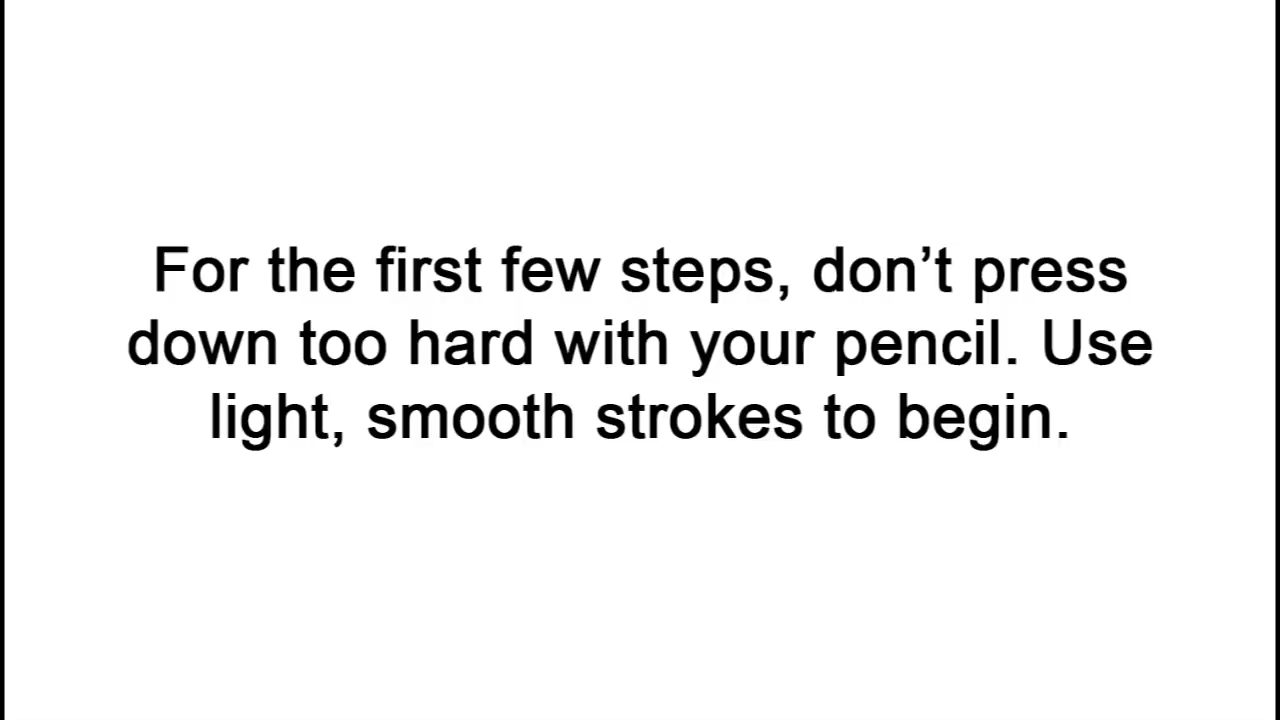 For the first few steps, don’t press
down too hard with your pencil. Use
light, smooth strokes to begin.